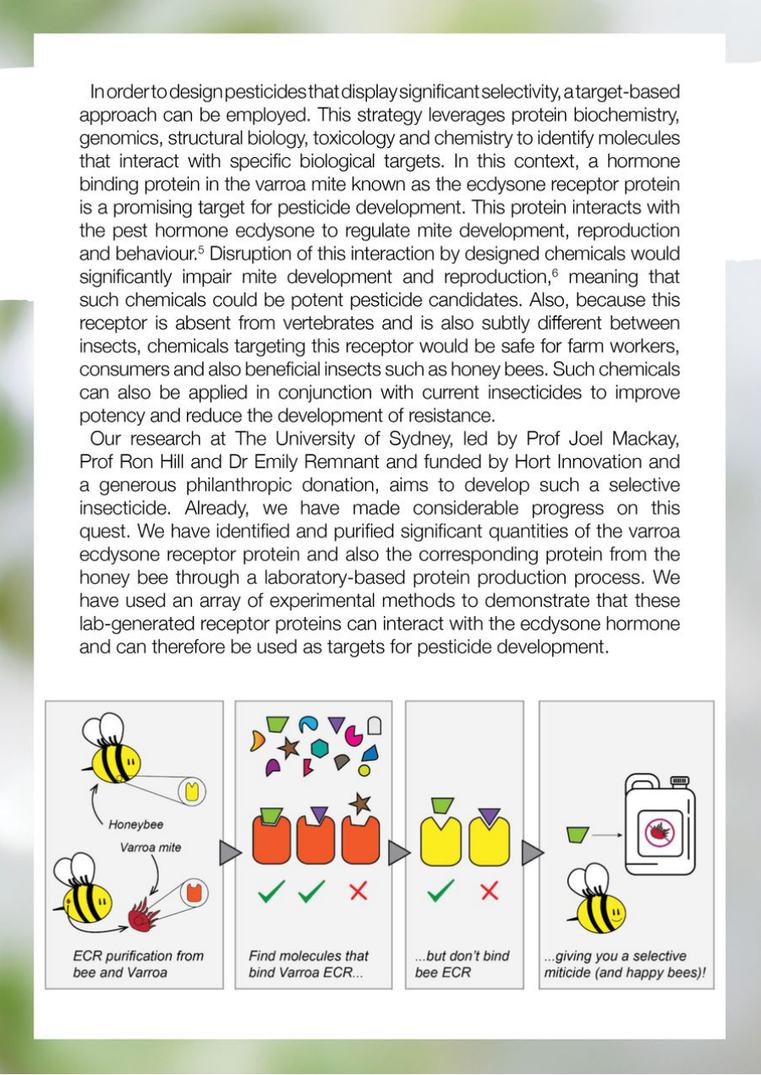 In order to design pesticides that display significant selectivity, a target-based
approach can be employed. This strategy leverages protein biochemistry,
genomics, structural biology, toxicology and chemistry to identify molecules
that interact with specific biological targets. In this context, a hormone
binding protein in the varroa mite known as the ecdysone receptor protein
is a promising target for pesticide development. This protein interacts with
the pest hormone ecdysone to regulate mite development, reproduction
and behaviour.⁵ Disruption of this interaction by designed chemicals would
significantly impair mite development and reproduction,⁶ meaning that
such chemicals could be potent pesticide candidates. Also, because this
receptor is absent from vertebrates and is also subtly different between
insects, chemicals targeting this receptor would be safe for farm workers,
consumers and also beneficial insects such as honey bees. Such chemicals
can also be applied in conjunction with current insecticides to improve
potency and reduce the development of resistance.
Our research at The University of Sydney, led by Prof Joel Mackay,
Prof Ron Hill and Dr Emily Remnant and funded by Hort Innovation and
a generous philanthropic donation, aims to develop such a selective
insecticide. Already, we have made considerable progress on this
quest. We have identified and purified significant quantities of the varroa
ecdysone receptor protein and also the corresponding protein from the
honey bee through a laboratory-based protein production process. We
have used an array of experimental methods to demonstrate that these
lab-generated receptor proteins can interact with the ecdysone hormone
and can therefore be used as targets for pesticide development.
Honeybee
Varroa mite
ECR purification from
bee and Varroa
Find molecules that
bind Varroa ECR...
...but don't bind
bee ECR
...giving you a selective
miticide (and happy bees)!